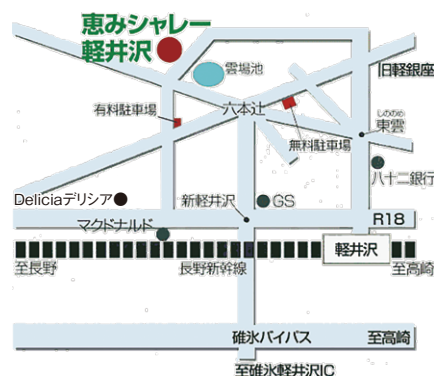 恵みシャレー
軽井沢
雲場池
旧軽銀座
有料駐車場
六本辻
しののめ
東雲
無料駐車場
八十二銀行
Deliciaデリシア
新軽井沢
GS
R18
マクドナルド
軽井沢
至長野
長野新幹線
至高崎
碓氷バイパス
至高崎
至碓氷軽井沢IC